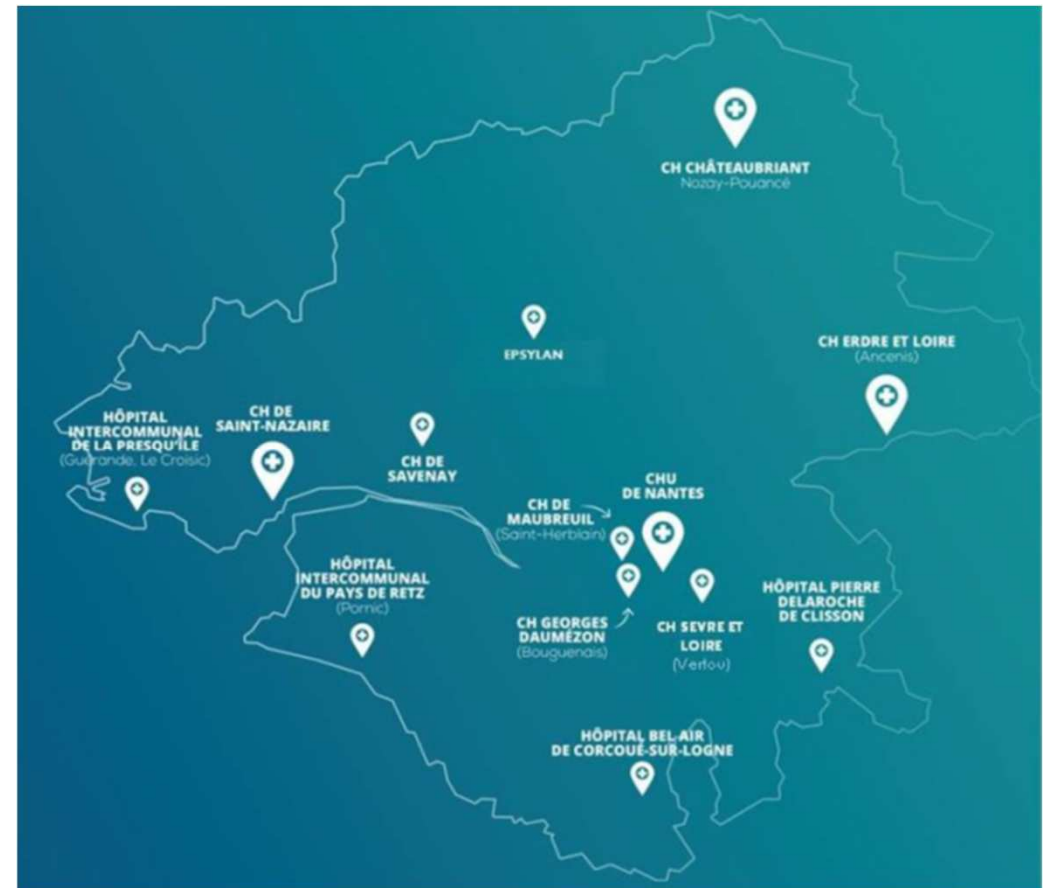 CH CHÂTEAUBRIANT
Nozay-Pouancé
EPSYLAN
CH ERDRE ET LOIRE
(Ancenis)
HÔPITAL
INTERCOMMUNAL
DE LA PRESQU'ÎLE
(Guérande, Le Croisic)
CH DE
SAINT-NAZAIRE
CH DE
SAVENAY
CHU
DE NANTES
CH DE
MAUBREUIL
(Saint-Herblain)
HÔPITAL
INTERCOMMUNAL
DU PAYS DE RETZ
(Pornic)
CH GEORGES
DAUMÉZON
(Bouguenais)
CH SEVRE ET
LOIRE
(Vertou)
HÔPITAL PIERRE
DELAROCHE
DE CLISSON
HÔPITAL BEL AIR
DE CORCOUÉ-SUR-LOGNE